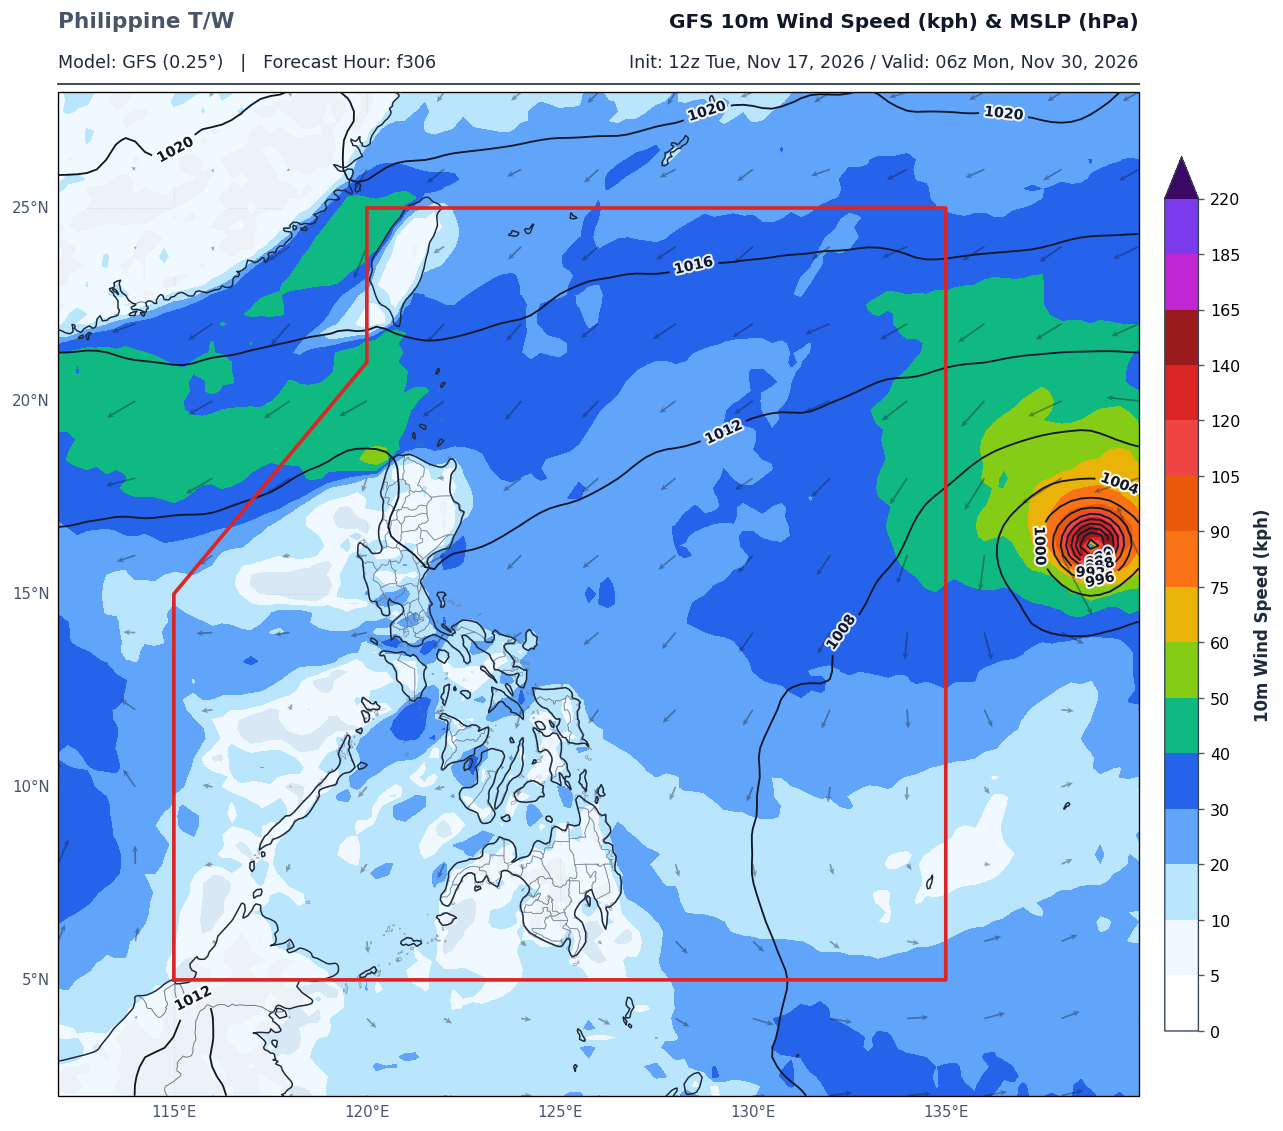 Philippine T/W
GFS 10m Wind Speed (kph) & MSLP (hPa)
Model: GFS (0.25°) | Forecast Hour: f306
Init: 12z Tue, Nov 17, 2026 / Valid: 06z Mon, Nov 30, 2026
1020
1020
1020
1016
1012
1004
1000
996
1008
1012
25°N
20°N
15°N
10°N
5°N
115°E
120°E
125°E
130°E
135°E
220
185
165
140
120
105
90
75
60
50
40
30
20
10
5
0
10m Wind Speed (kph)